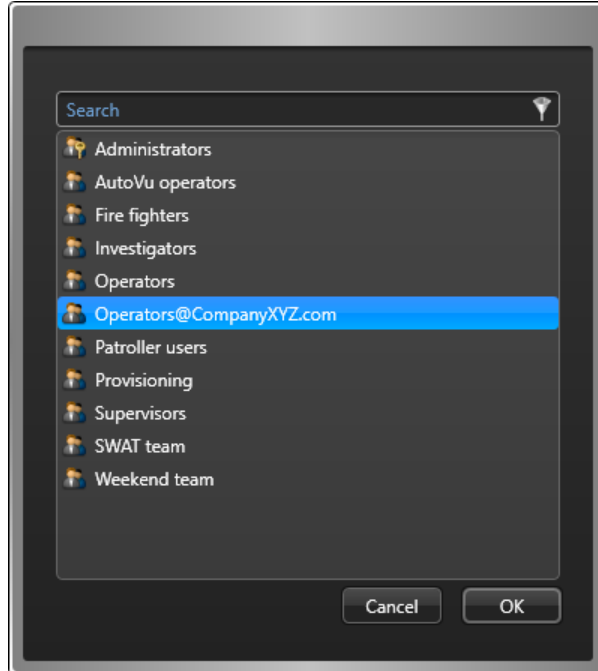 Search
Administrators
AutoVu operators
Fire fighters
Investigators
Operators
Operators@CompanyXYZ.com
Patroller users
Provisioning
Supervisors
SWAT team
Weekend team
Cancel OK